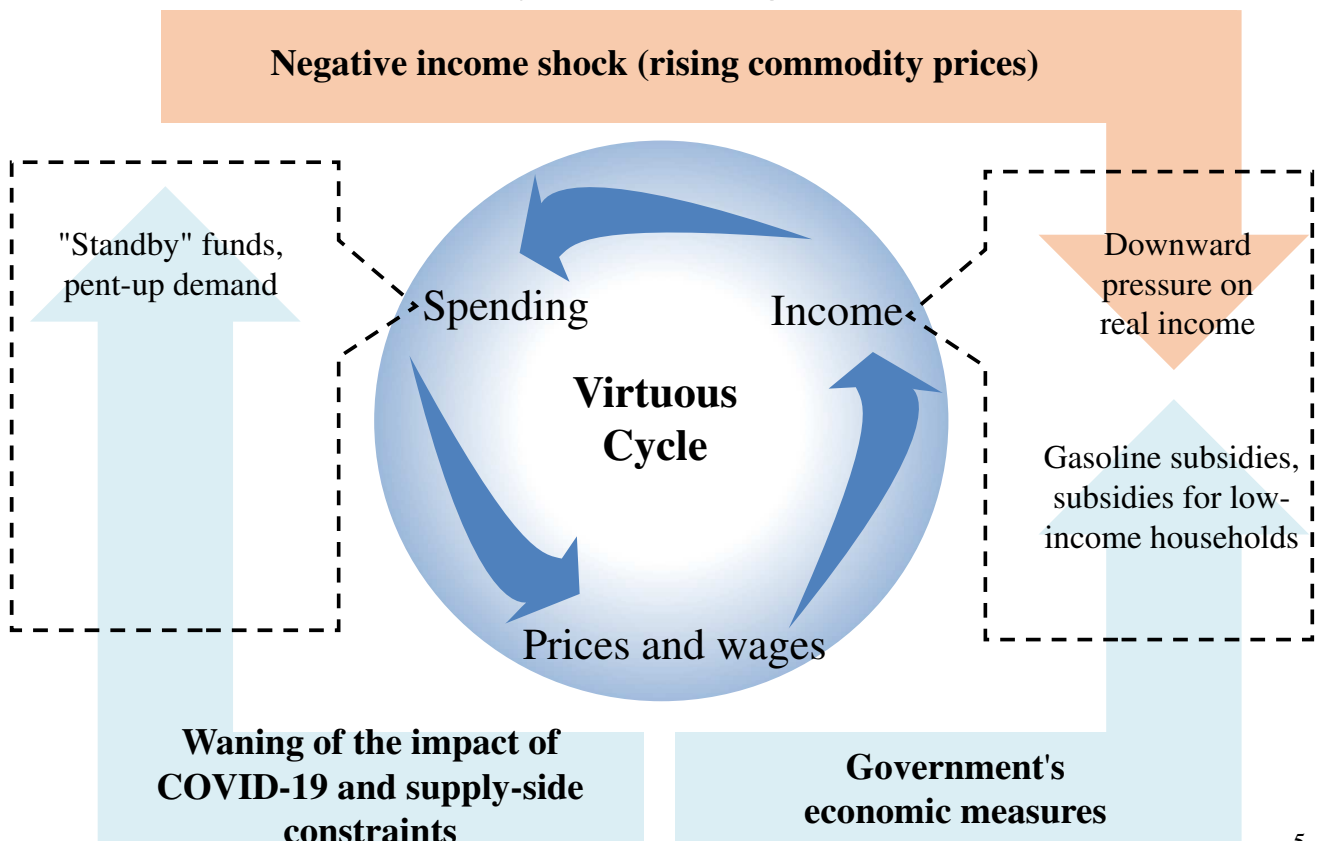 Negative income shock (rising commodity prices)
"Standby" funds,
pent-up demand
Spending
Income
Downward
pressure on
real income
Virtuous
Cycle
Gasoline subsidies,
subsidies for low-
income households
Prices and wages
Waning of the impact of
COVID-19 and supply-side
constraints
Government's
economic measures
5